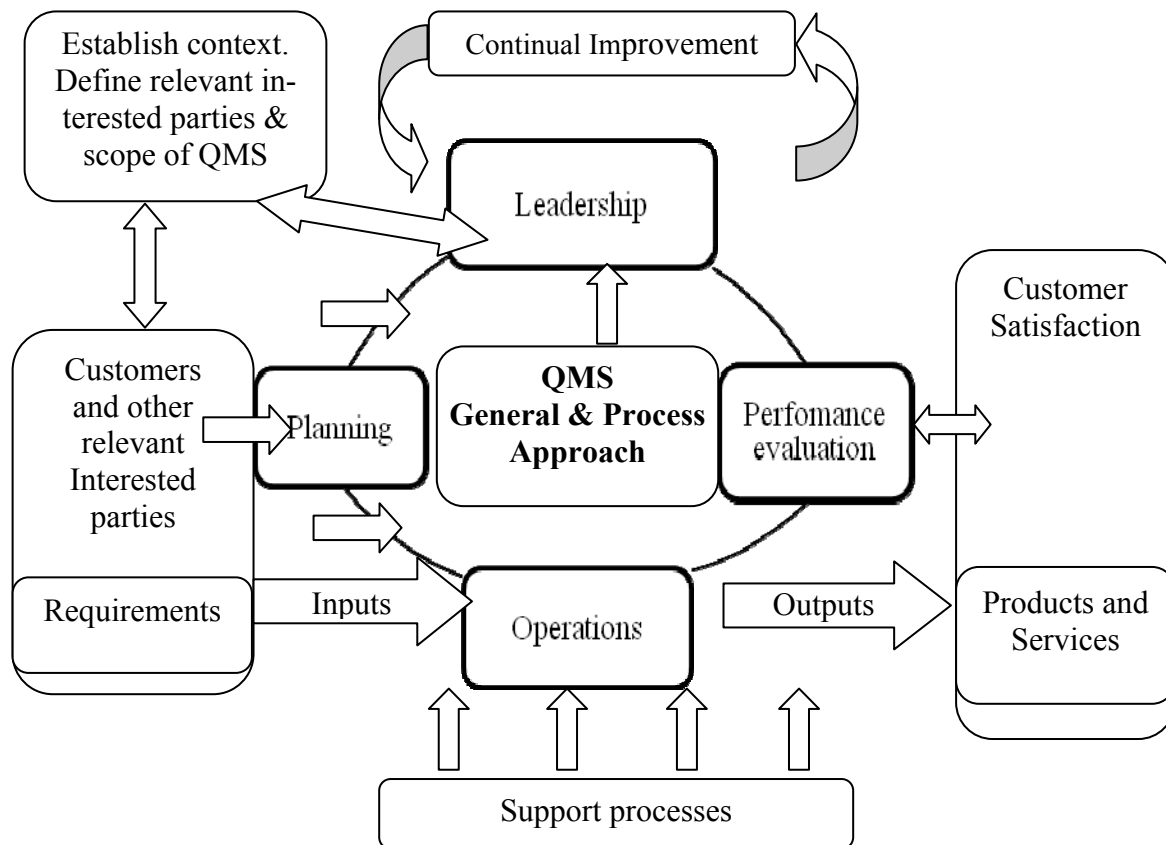 Establish context.
Define relevant in-
terested parties &
scope of QMS
Continual Improvement
Leadership
Customers
and other
relevant
Interested
parties
Planning
QMS
General & Process
Approach
Perfomance
evaluation
Customer
Satisfaction
Requirements
Inputs
Operations
Outputs
Products and
Services
Support processes